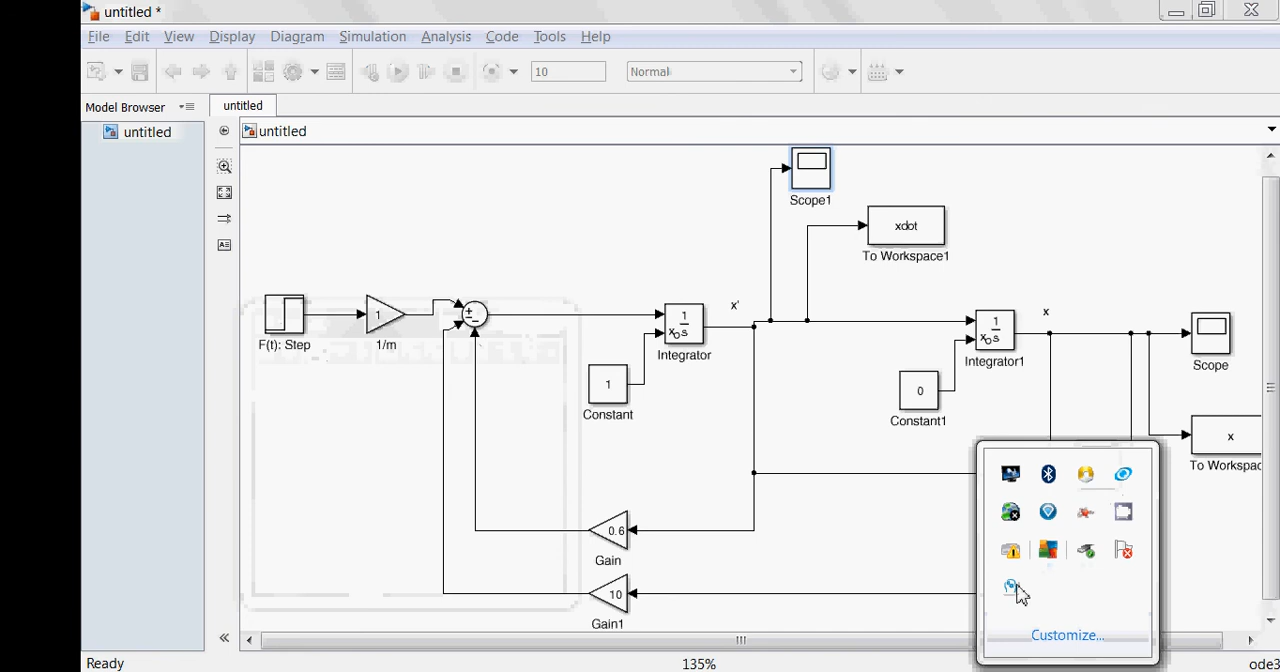 untitled *
File Edit View Display Diagram Simulation Analysis Code Tools Help
10 Normal
Model Browser untitled
untitled untitled
Scope1
xdot
To Workspace1
F(t): Step
1
1/m
x'
1
s
xo
Integrator
1
Constant
x
1
s
xo
Integrator1
0
Constant1
Scope
x
To Workspac
0.6
Gain
10
Gain1
Customize...
Ready 135% ode3